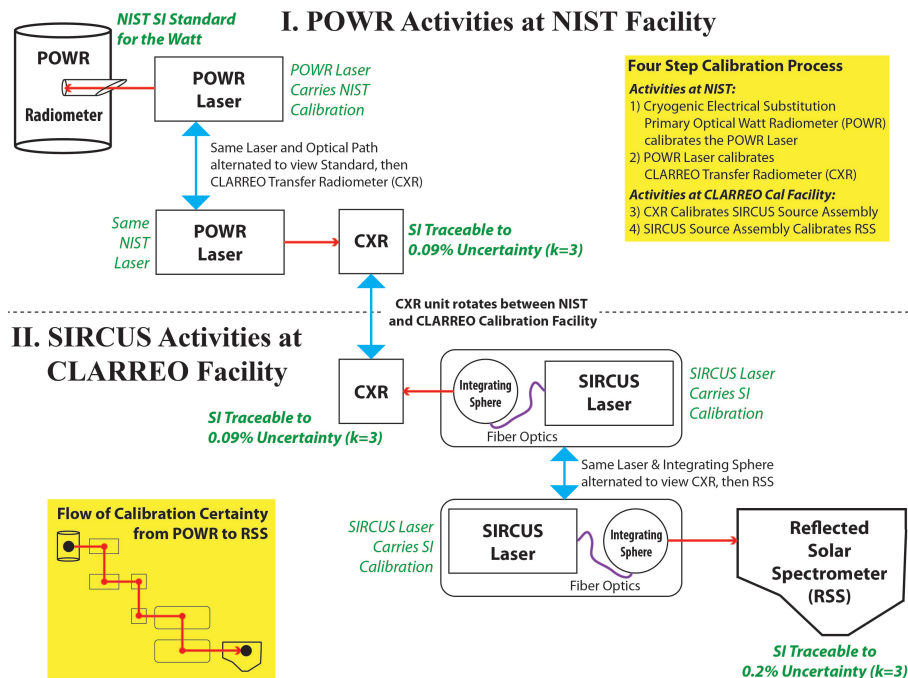 I. POWR Activities at NIST Facility
NIST SI Standard
for the Watt
POWR
Radiometer
POWR
Laser
POWR Laser
Carries NIST
Calibration
Same Laser and Optical Path
alternated to view Standard, then
CLARREO Transfer Radiometer (CXR)
Same
NIST
Laser
POWR
Laser
CXR
SI Traceable to
0.09% Uncertainty (k=3)
Four Step Calibration Process
Activities at NIST:
1) Cryogenic Electrical Substitution
Primary Optical Watt Radiometer (POWR)
calibrates the POWR Laser
2) POWR Laser calibrates
CLARREO Transfer Radiometer (CXR)
Activities at CLARREO Cal Facility:
3) CXR Calibrates SIRCUS Source Assembly
4) SIRCUS Source Assembly Calibrates RSS
CXR unit rotates between NIST
and CLARREO Calibration Facility
II. SIRCUS Activities at
CLARREO Facility
CXR
SI Traceable to
0.09% Uncertainty (k=3)
Integrating
Sphere
SIRCUS
Laser
Fiber Optics
SIRCUS Laser
Carries SI
Calibration
Same Laser & Integrating Sphere
alternated to view CXR, then RSS
SIRCUS Laser
Carries SI
Calibration
SIRCUS
Laser
Integrating
Sphere
Fiber Optics
Reflected
Solar
Spectrometer
(RSS)
SI Traceable to
0.2% Uncertainty (k=3)
Flow of Calibration Certainty
from POWR to RSS